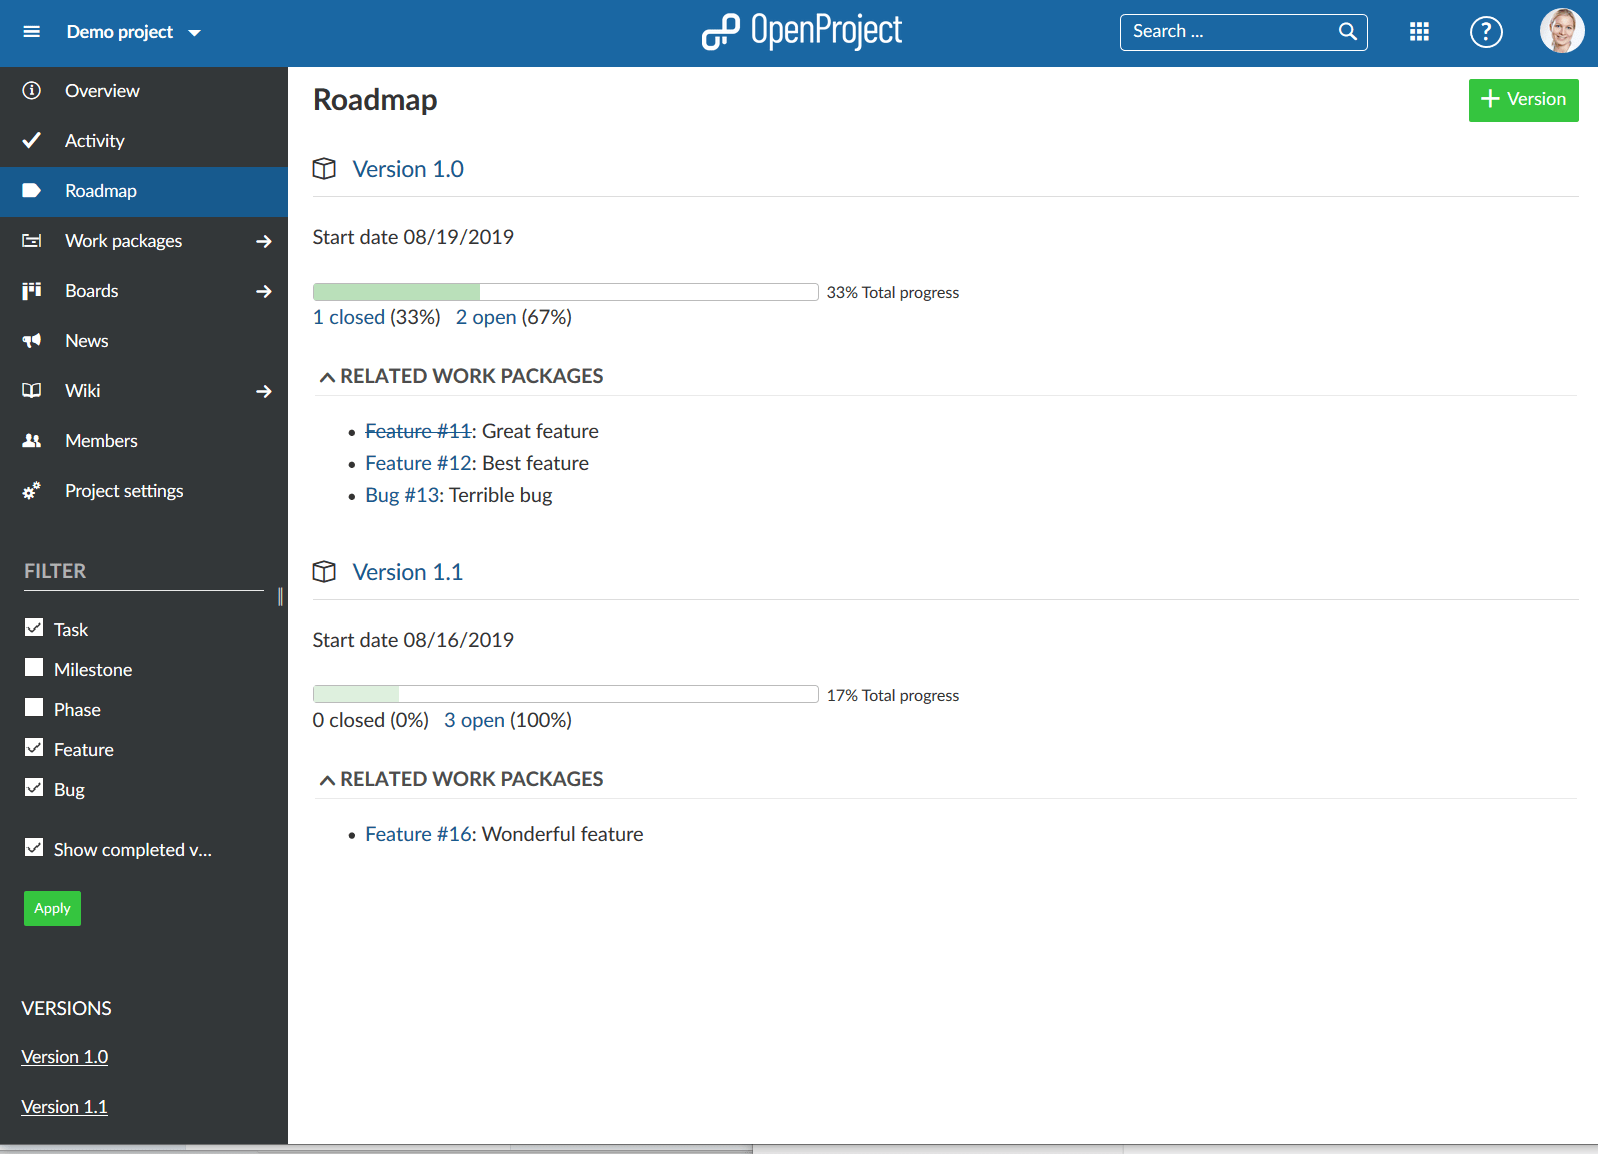 Demo project
OpenProject
Search ...
?
Overview
Activity
Roadmap
Work packages
Boards
News
Wiki
Members
Project settings
FILTER
Task
Milestone
Phase
Feature
Bug
Show completed v...
Apply
VERSIONS
Version 1.0
Version 1.1
Roadmap
+ Version
Version 1.0
Start date 08/19/2019
33% Total progress
1 closed (33%) 2 open (67%)
RELATED WORK PACKAGES
• Feature #11: Great feature
• Feature #12: Best feature
• Bug #13: Terrible bug
Version 1.1
Start date 08/16/2019
17% Total progress
0 closed (0%) 3 open (100%)
RELATED WORK PACKAGES
• Feature #16: Wonderful feature